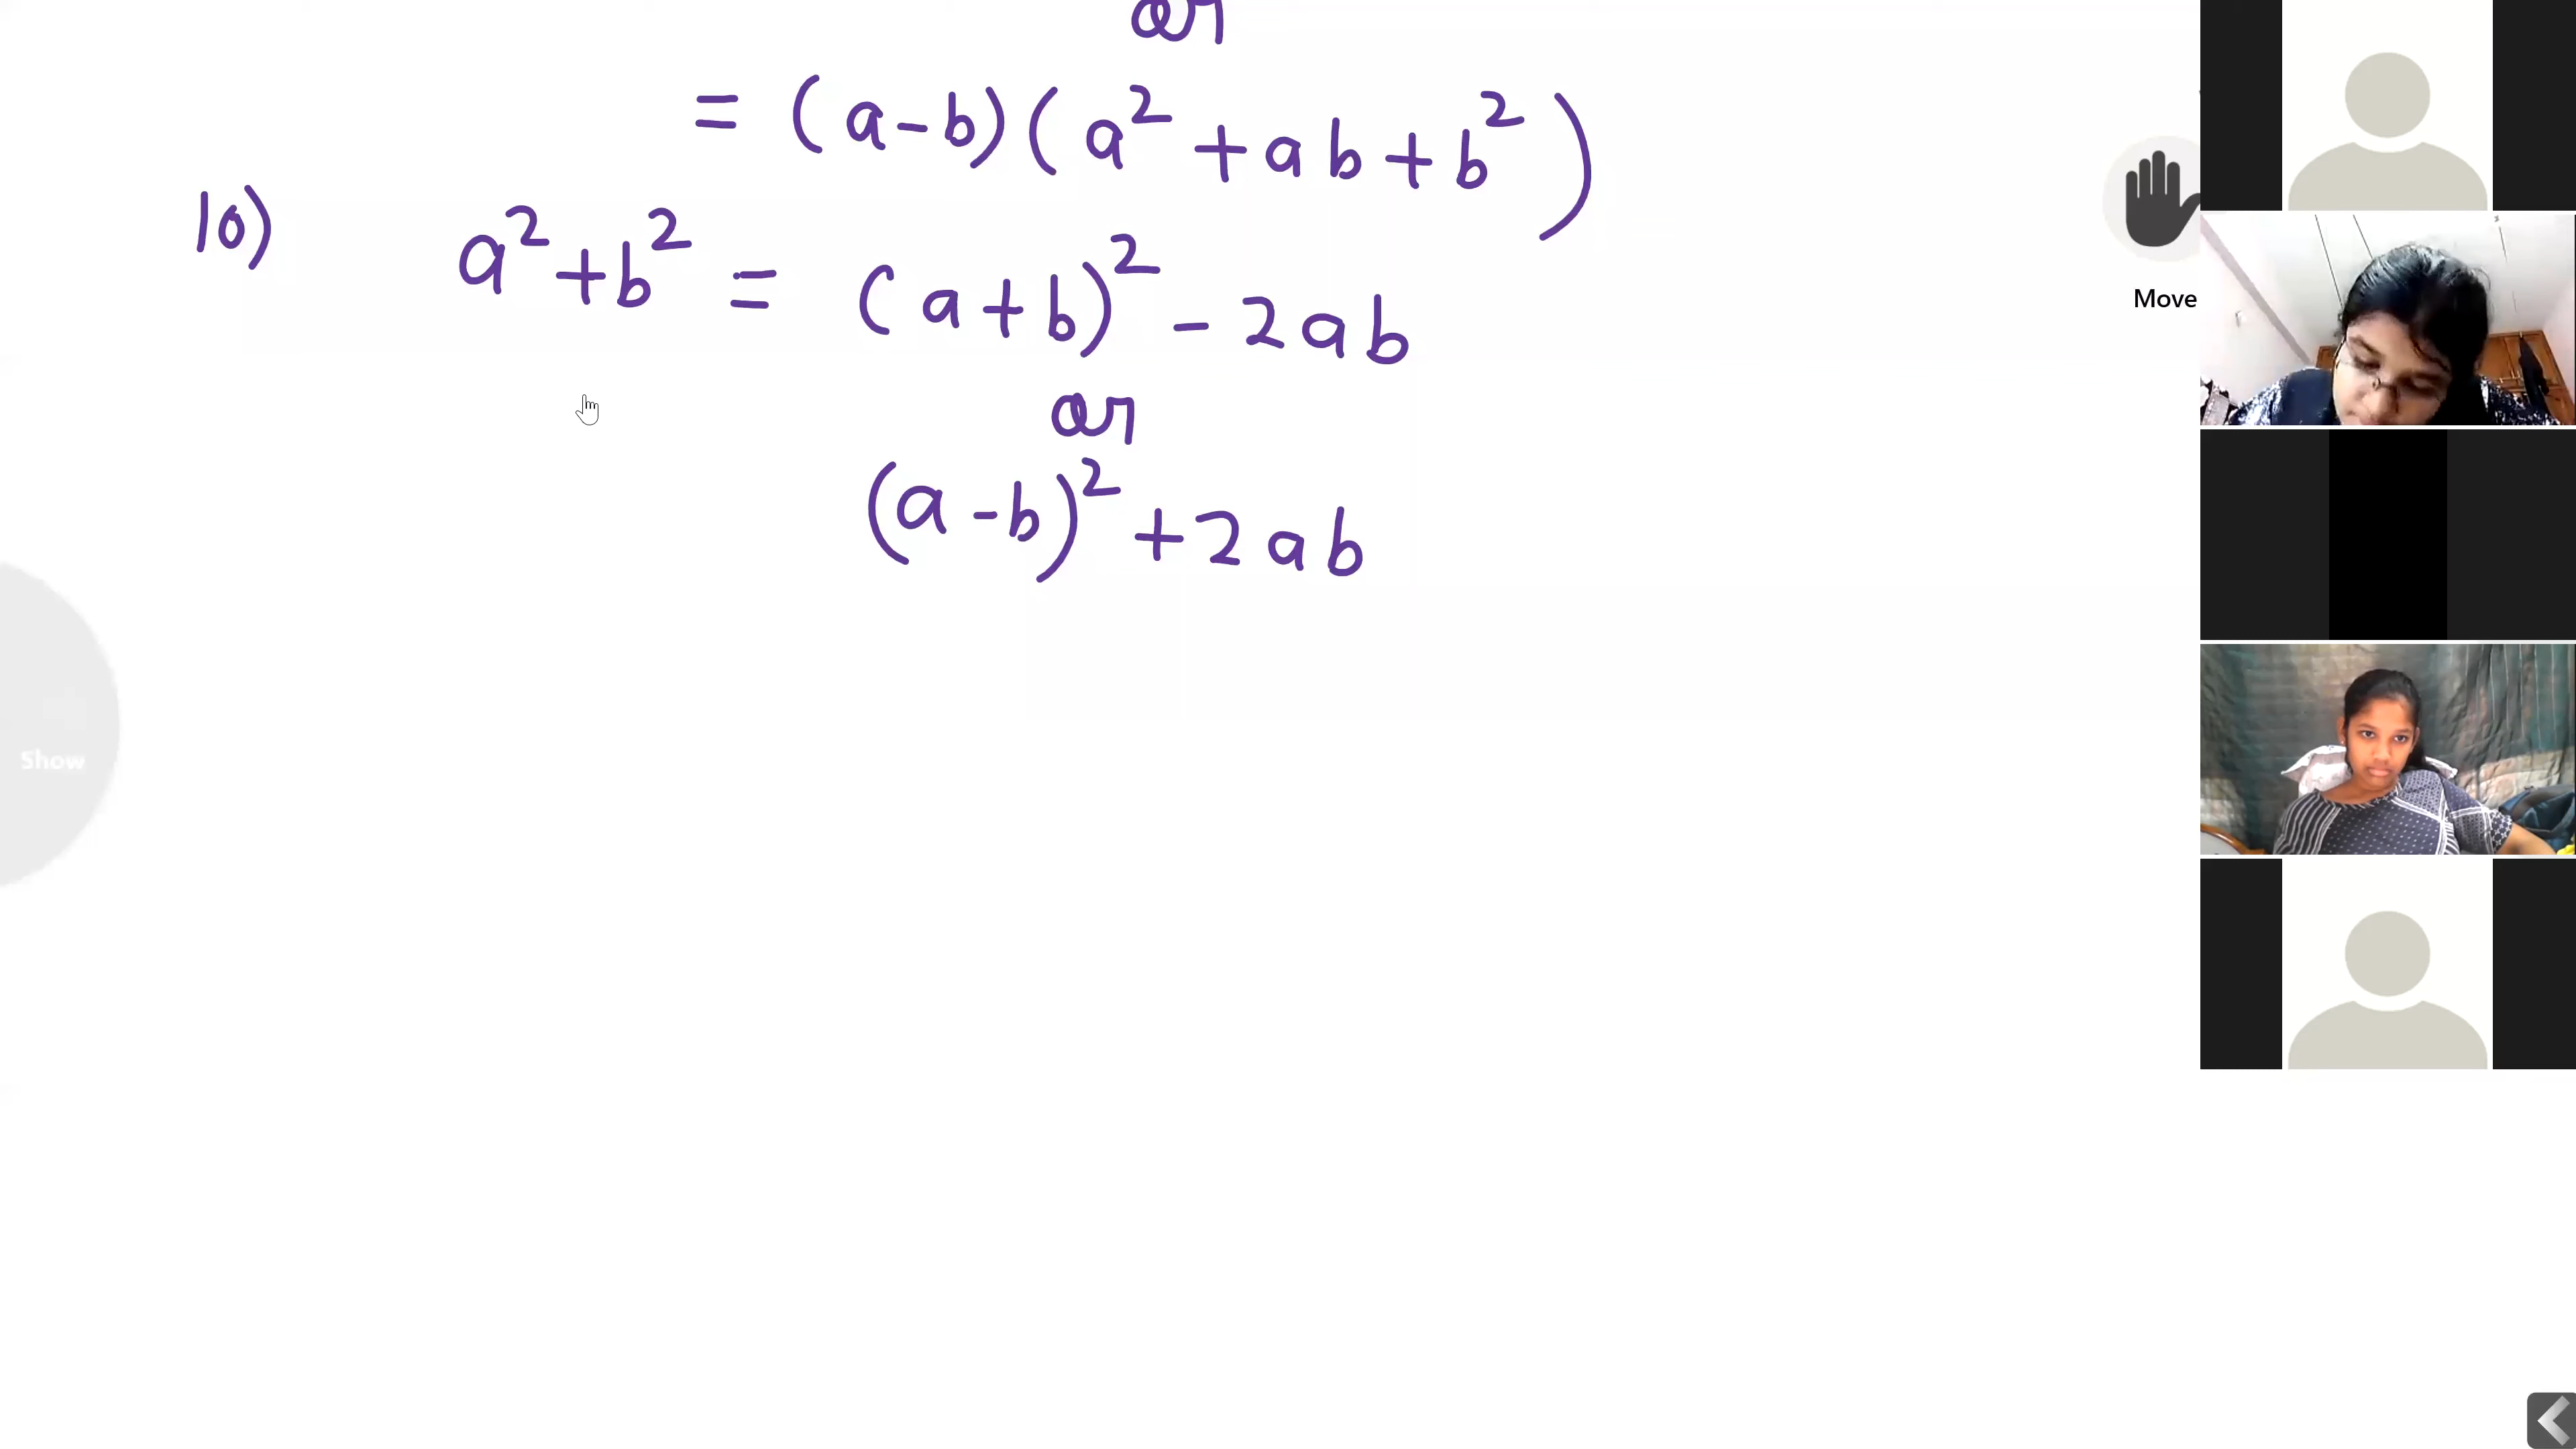 or
= (a-b)(a² + ab + b²)
10) a² + b² = (a+b)² - 2ab
or
(a-b)² + 2ab
Move
Show